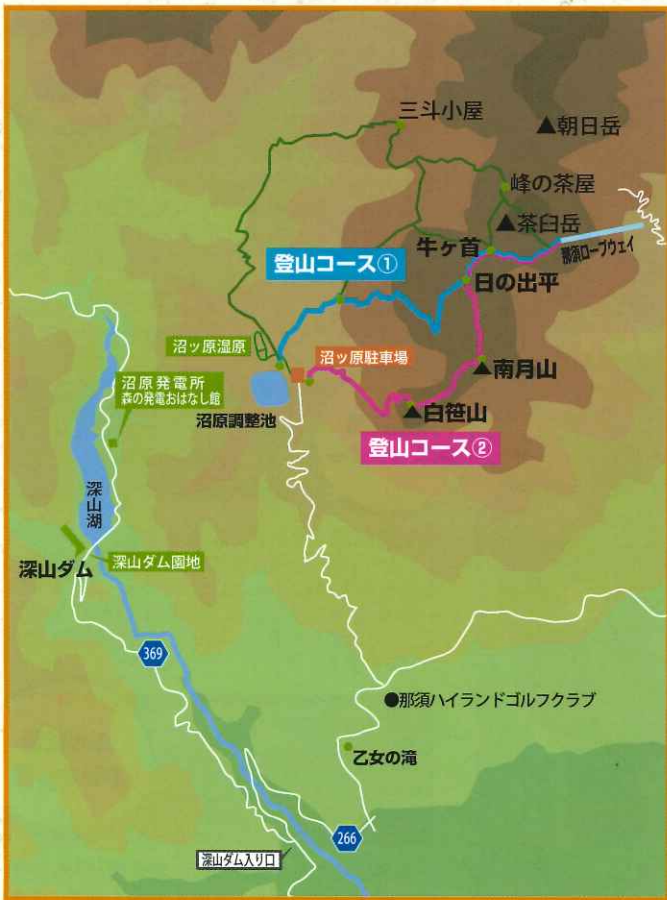 三斗小屋
▲朝日岳
峰の茶屋
▲茶臼岳
牛ヶ首
那須ロープウェイ
登山コース①
日の出平
沼ッ原湿原
沼ッ原駐車場
▲南月山
沼原発電所
森の発電おはなし館
沼原調整池
▲白笹山
登山コース②
深山湖
深山ダム
深山ダム園地
369
●那須ハイランドゴルフクラブ
乙女の滝
266
深山ダム入り口